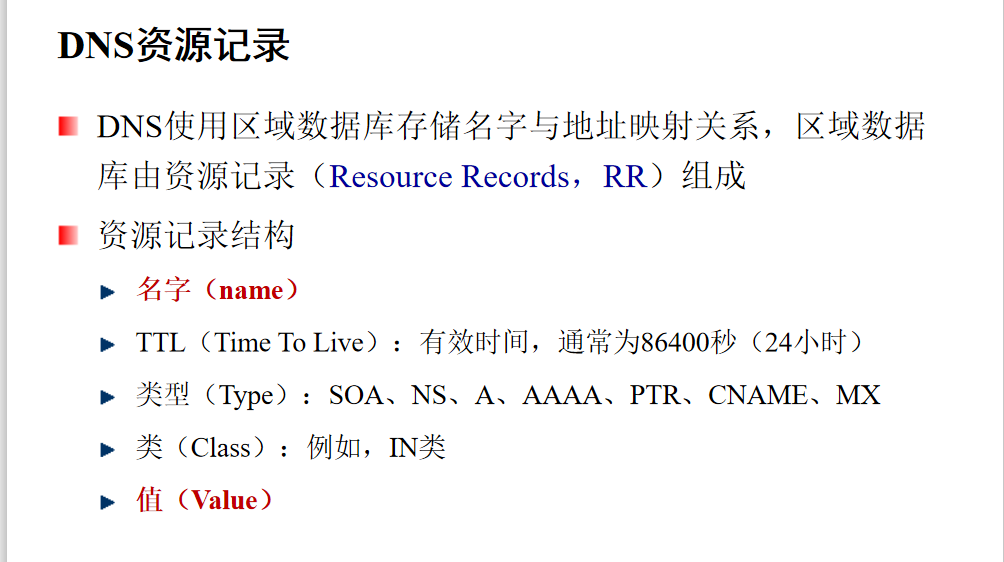 DNS资源记录
DNS使用区域数据库存储名字与地址映射关系，区域数据
库由资源记录（Resource Records，RR）组成
资源记录结构
名字（name）
TTL（Time To Live）：有效时间，通常为86400秒（24小时）
类型（Type）：SOA、NS、A、AAAA、PTR、CNAME、MX
类（Class）：例如，IN类
值（Value）